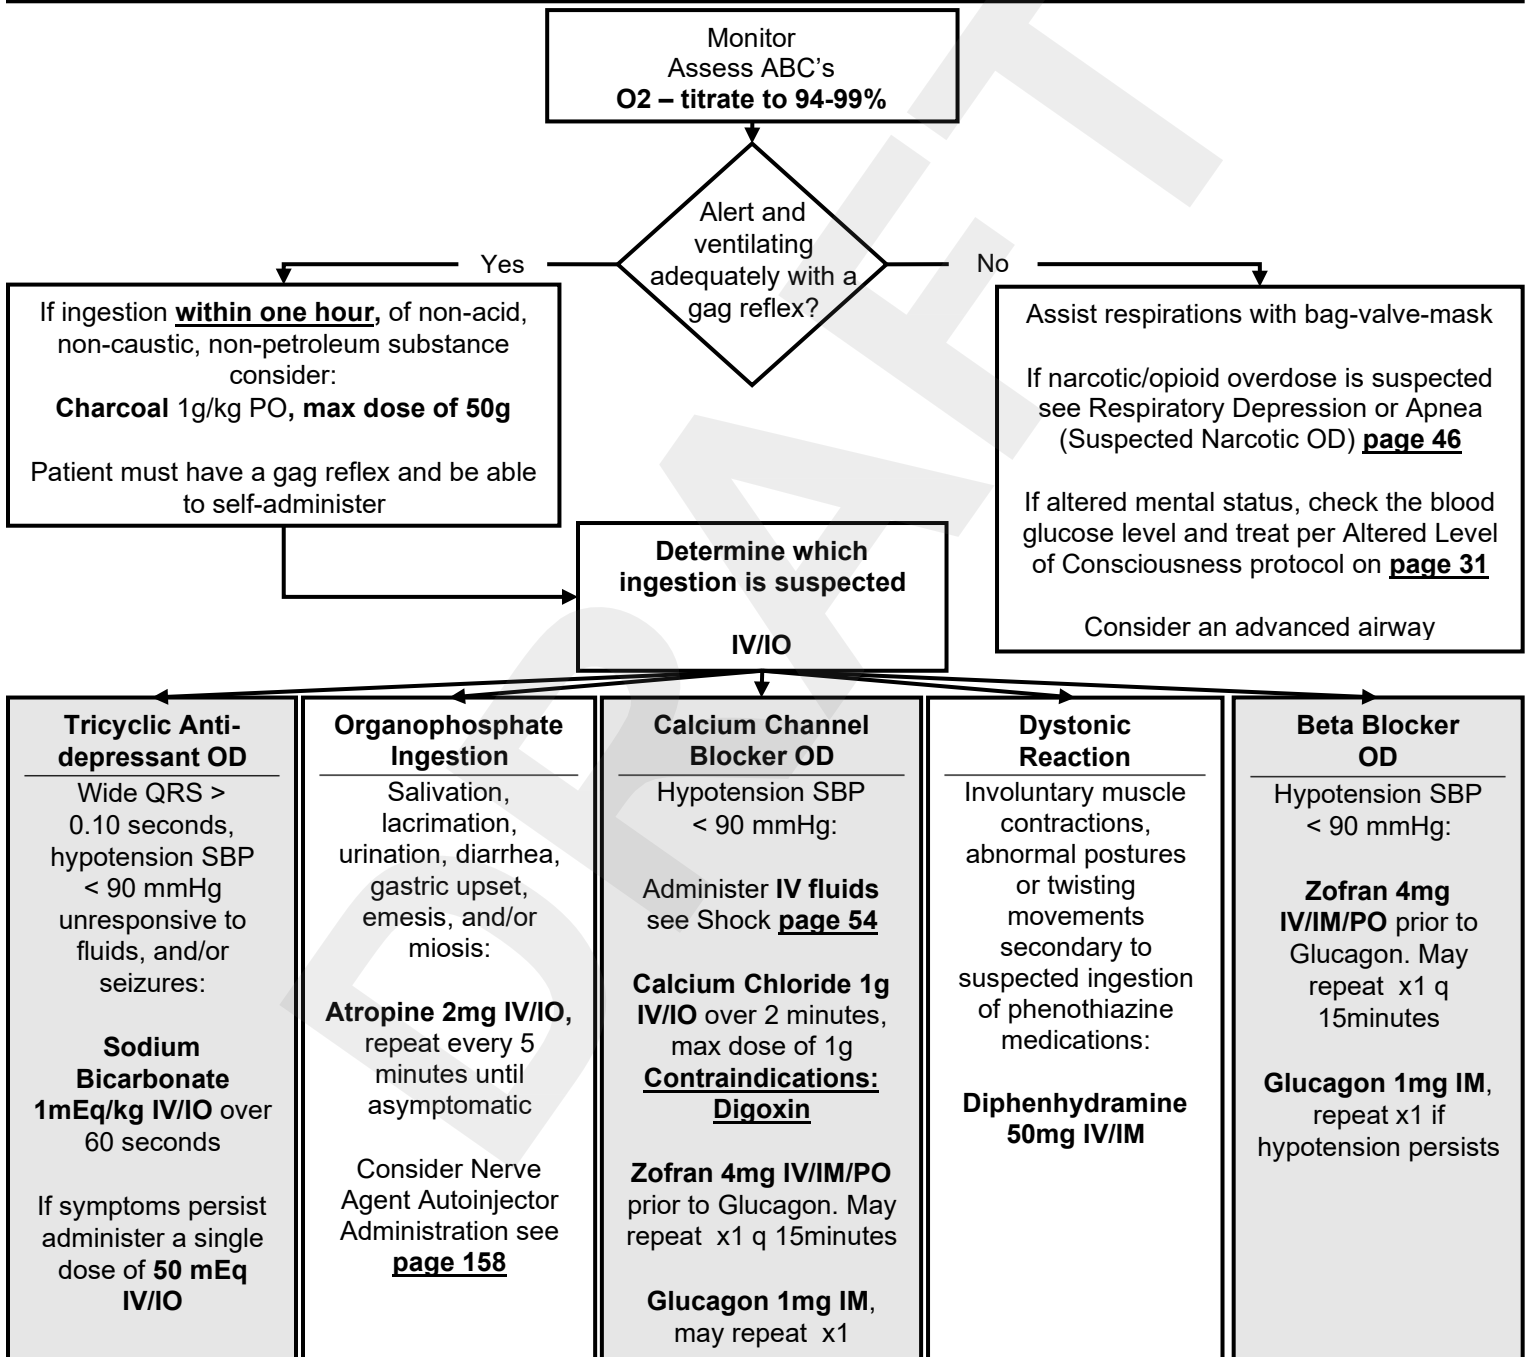 Monitor
Assess ABC's
O2 – titrate to 94-99%
Alert and
ventilating
adequately with a
gag reflex?
Yes
No
If ingestion within one hour, of non-acid,
non-caustic, non-petroleum substance
consider:
Charcoal 1g/kg PO, max dose of 50g
Patient must have a gag reflex and be able
to self-administer
Assist respirations with bag-valve-mask
If narcotic/opioid overdose is suspected
see Respiratory Depression or Apnea
(Suspected Narcotic OD) page 46
If altered mental status, check the blood
glucose level and treat per Altered Level
of Consciousness protocol on page 31
Consider an advanced airway
Determine which
ingestion is suspected
IV/IO
Tricyclic Anti-
depressant OD
Wide QRS >
0.10 seconds,
hypotension SBP
< 90 mmHg
unresponsive to
fluids, and/or
seizures:
Sodium
Bicarbonate
1mEq/kg IV/IO over
60 seconds
If symptoms persist
administer a single
dose of 50 mEq
IV/IO
Organophosphate
Ingestion
Salivation,
lacrimation,
urination, diarrhea,
gastric upset,
emesis, and/or
miosis:
Atropine 2mg IV/IO,
repeat every 5
minutes until
asymptomatic
Consider Nerve
Agent Autoinjector
Administration see
page 158
Calcium Channel
Blocker OD
Hypotension SBP
< 90 mmHg:
Administer IV fluids
see Shock page 54
Calcium Chloride 1g
IV/IO over 2 minutes,
max dose of 1g
Contraindications:
Digoxin
Zofran 4mg IV/IM/PO
prior to Glucagon. May
repeat x1 q 15minutes
Glucagon 1mg IM,
may repeat x1
Dystonic
Reaction
Involuntary muscle
contractions,
abnormal postures
or twisting
movements
secondary to
suspected ingestion
of phenothiazine
medications:
Diphenhydramine
50mg IV/IM
Beta Blocker
OD
Hypotension SBP
< 90 mmHg:
Zofran 4mg
IV/IM/PO prior to
Glucagon. May
repeat x1 q
15minutes
Glucagon 1mg IM,
repeat x1 if
hypotension persists
DRAFT